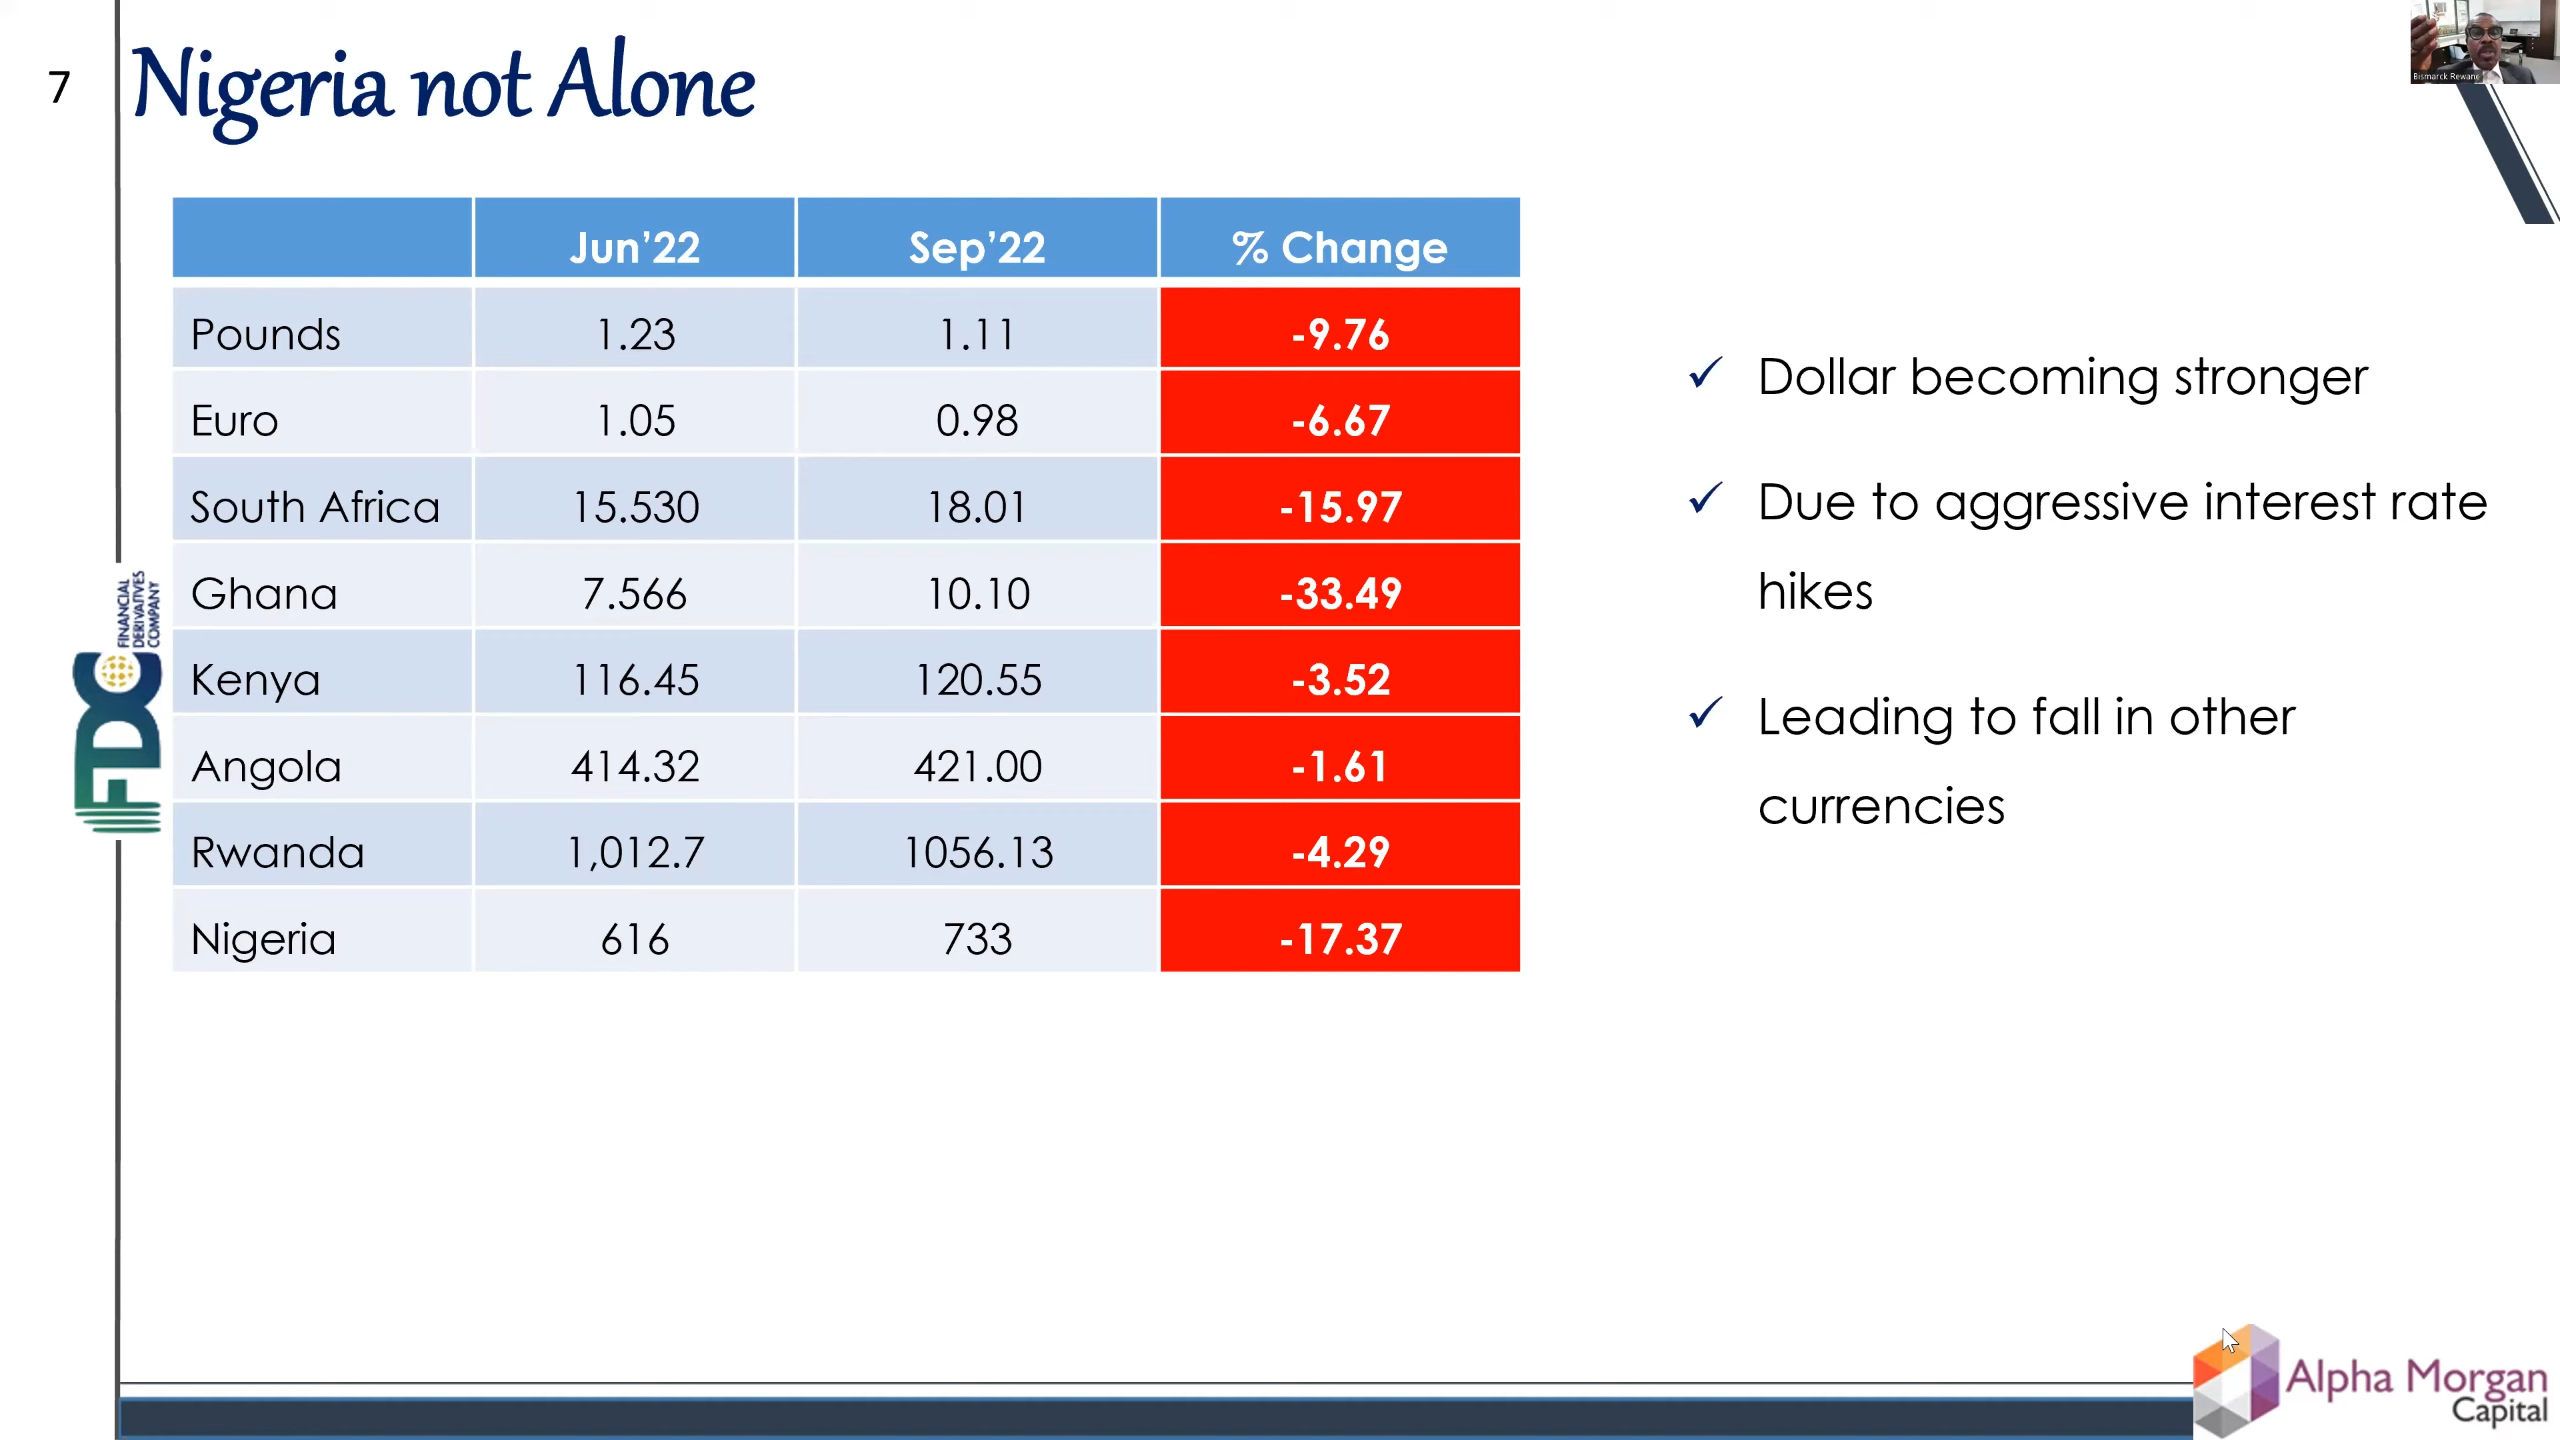 7
Nigeria not Alone
Bismarck Rewane
Jun’22 Sep’22 % Change
Pounds 1.23 1.11 -9.76
Euro 1.05 0.98 -6.67
South Africa 15.530 18.01 -15.97
Ghana 7.566 10.10 -33.49
Kenya 116.45 120.55 -3.52
Angola 414.32 421.00 -1.61
Rwanda 1,012.7 1056.13 -4.29
Nigeria 616 733 -17.37
✓ Dollar becoming stronger
✓ Due to aggressive interest rate
hikes
✓ Leading to fall in other
currencies
FDC
FINANCIAL
DERIVATIVES
COMPANY
Alpha Morgan
Capital